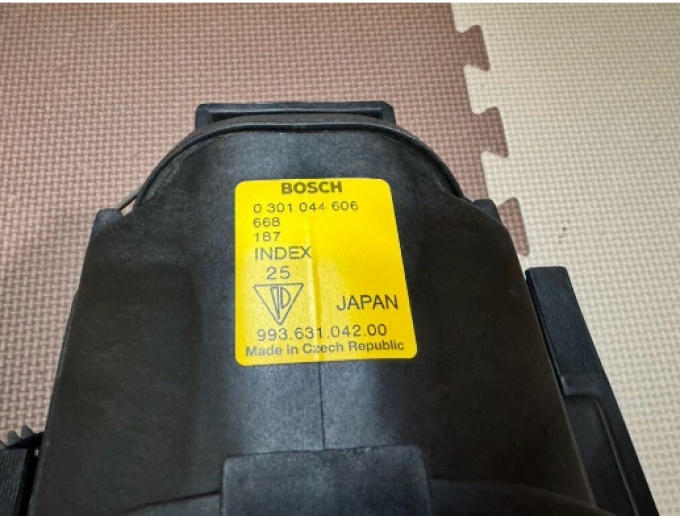 BOSCH
0 301 044 606
668
187
INDEX
25
JAPAN
993.631.042.00
Made in Czech Republic